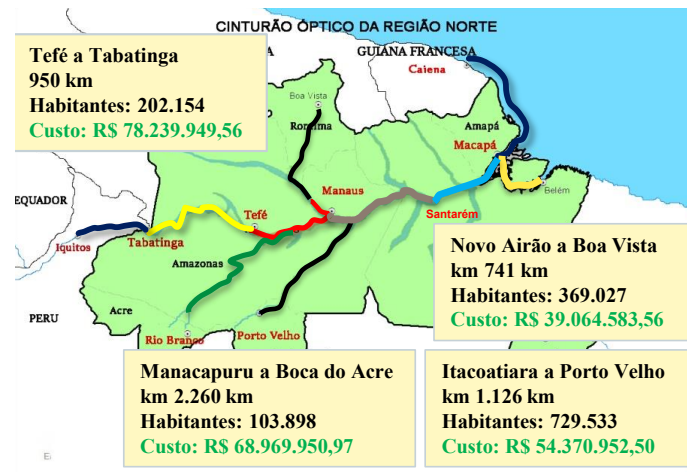 CINTURÃO ÓPTICO DA REGIÃO NORTE
Tefé a Tabatinga
950 km
Habitantes: 202.154
Custo: R$ 78.239.949,56
GUIANA FRANCESA
Caiena
Boa Vista
Roraima
Amapá
Macapá
Belém
Manaus
Santarém
EQUADOR
Tefé
Iquitos
Tabatinga
Amazonas
Novo Airão a Boa Vista
km 741 km
Habitantes: 369.027
Custo: R$ 39.064.583,56
PERU
Acre
Rio Branco
Porto Velho
Manacapuru a Boca do Acre
km 2.260 km
Habitantes: 103.898
Custo: R$ 68.969.950,97
Itacoatiara a Porto Velho
km 1.126 km
Habitantes: 729.533
Custo: R$ 54.370.952,50